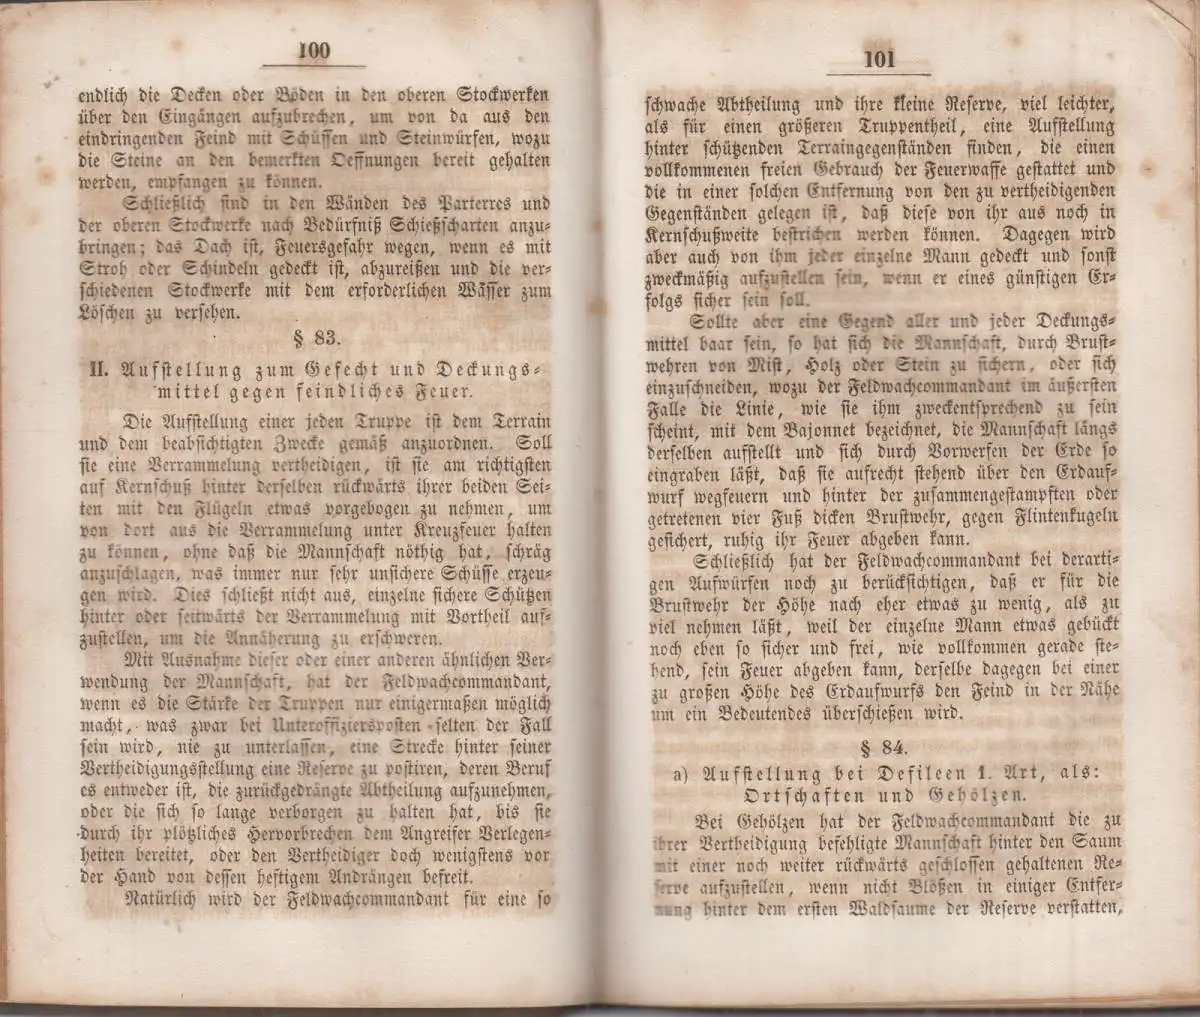 100
endlich die Decken oder Böden in den oberen Stockwerken
über den Eingängen aufzubrechen, um von da aus den
eindringenden Feind mit Schüssen und Steinwürfen, wozu
die Steine an den bemerkten Oeffnungen bereit gehalten
werden, empfangen zu können.
Schließlich sind in den Wänden des Parterres und
der oberen Stockwerke nach Bedürfniß Schießscharten anzu-
bringen; das Dach ist, Feuersgefahr wegen, wenn es mit
Stroh oder Schindeln gedeckt ist, abzureißen und die ver-
schiedenen Stockwerke mit dem erforderlichen Wasser zum
Löschen zu versehen.
§ 83.
II. Aufstellung zum Gefecht und Deckungs-
mittel gegen feindliches Feuer.
Die Aufstellung einer jeden Truppe ist dem Terrain
und dem beabsichtigten Zwecke gemäß anzuordnen. Soll
sie eine Verrammelung vertheidigen, ist sie am richtigsten
auf Kernschuß hinter derselben rückwärts ihrer beiden Sei-
ten mit den Flügeln etwas vorgebogen zu nehmen, um
von dort aus die Verrammelung unter Kreuzfeuer halten
zu können, ohne daß die Mannschaft nöthig hat, schräg
anzuschlagen, was immer nur sehr unsichere Schüsse erzeu-
gen wird. Dies schließt nicht aus, einzelne sichere Schützen
hinter oder seitwärts der Verrammelung mit Vortheil auf-
zustellen, um die Annäherung zu erschweren.
Mit Ausnahme dieser oder einer anderen ähnlichen Ver-
wendung der Mannschaft, hat der Feldwachcommandant,
wenn es die Stärke der Truppen nur einigermaßen möglich
macht, was zwar bei Unteroffiziersposten selten der Fall
sein wird, nie zu unterlassen, eine Strecke hinter seiner
Vertheidigungsstellung eine Reserve zu postiren, deren Beruf
es entweder ist, die zurückgedrängte Abtheilung aufzunehmen,
oder die sich so lange verborgen zu halten hat, bis sie
durch ihr plötzliches Hervorbrechen dem Angreifer Verlegen-
heiten bereitet, oder den Vertheidiger doch wenigstens vor
der Hand von dessen heftigem Andrängen befreit.
Natürlich wird der Feldwachcommandant für eine so
101
schwache Abtheilung und ihre kleine Reserve, viel leichter,
als für einen größeren Truppentheil, eine Aufstellung
hinter schützenden Terraingegenständen finden, die einen
vollkommenen freien Gebrauch der Feuerwaffe gestattet und
die in einer solchen Entfernung von den zu vertheidigenden
Gegenständen gelegen ist, daß diese von ihr aus noch in
Kernschußweite bestrichen werden können. Dagegen wird
aber auch von ihm jeder einzelne Mann gedeckt und sonst
zweckmäßig aufzustellen sein, wenn er eines günstigen Er-
folgs sicher sein soll.
Sollte aber eine Gegend aller und jeder Deckungs-
mittel baar sein, so hat sich die Mannschaft, durch Brust-
wehren von Mist, Holz oder Stein zu sichern, oder sich
einzuschneiden, wozu der Feldwachcommandant im äußersten
Falle die Linie, wie sie ihm zweckentsprechend zu sein
scheint, mit dem Bajonnet bezeichnet, die Mannschaft längs
derselben aufstellt und sich durch Vorwerfen der Erde so
eingraben läßt, daß sie aufrecht stehend über den Erdauf-
wurf wegfeuern und hinter der zusammengestampften oder
getretenen vier Fuß dicken Brustwehr, gegen Flintenkugeln
gesichert, ruhig ihr Feuer abgeben kann.
Schließlich hat der Feldwachcommandant bei derarti-
gen Aufwürfen noch zu berücksichtigen, daß er für die
Brustwehr der Höhe nach eher etwas zu wenig, als zu
viel nehmen läßt, weil der einzelne Mann etwas gebückt
noch eben so sicher und frei, wie vollkommen gerade ste-
hend, sein Feuer abgeben kann, derselbe dagegen bei einer
zu großen Höhe des Erdaufwurfs den Feind in der Nähe
um ein Bedeutendes überschießen wird.
§ 84.
a) Aufstellung bei Defileen 1. Art, als:
Ortschaften und Gehölzen.
Bei Gehölzen hat der Feldwachcommandant die zu
ihrer Vertheidigung befehligte Mannschaft hinter den Saum
mit einer noch weiter rückwärts geschlossen gehaltenen Re-
serve aufzustellen, wenn nicht Blößen in einiger Entfer-
nung hinter dem ersten Waldsaume der Reserve verstatten,